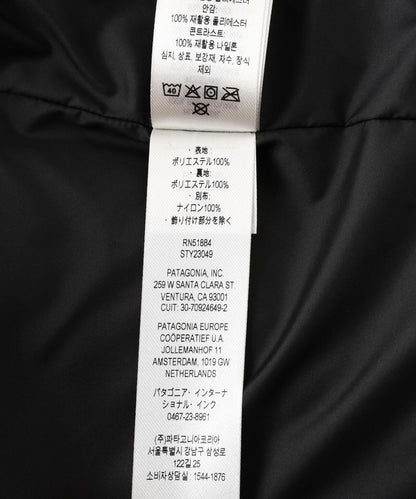 안감:
100% 재활용 폴리에스터
콘트라스트:
100% 재활용 나일론
심지, 상표, 보강재, 자수, 장식
제외
40
・表地:
ポリエステル100%
・裏地:
ポリエステル100%
・別布:
ナイロン100%
・飾り付け部分を除く
RN51884
STY23049
PATAGONIA, INC.
259 W SANTA CLARA ST.
VENTURA, CA 93001
CUIT: 30-70924649-2
PATAGONIA EUROPE
COÖPERATIEF U.A.
JOLLEMANHOF 11
AMSTERDAM, 1019 GW
NETHERLANDS
パタゴニア・インターナ
ショナル・インク
0467-23-8961
(주)파타고니아코리아
서울특별시 강남구 삼성로
122길 25
소비자상담실: 1544-1876